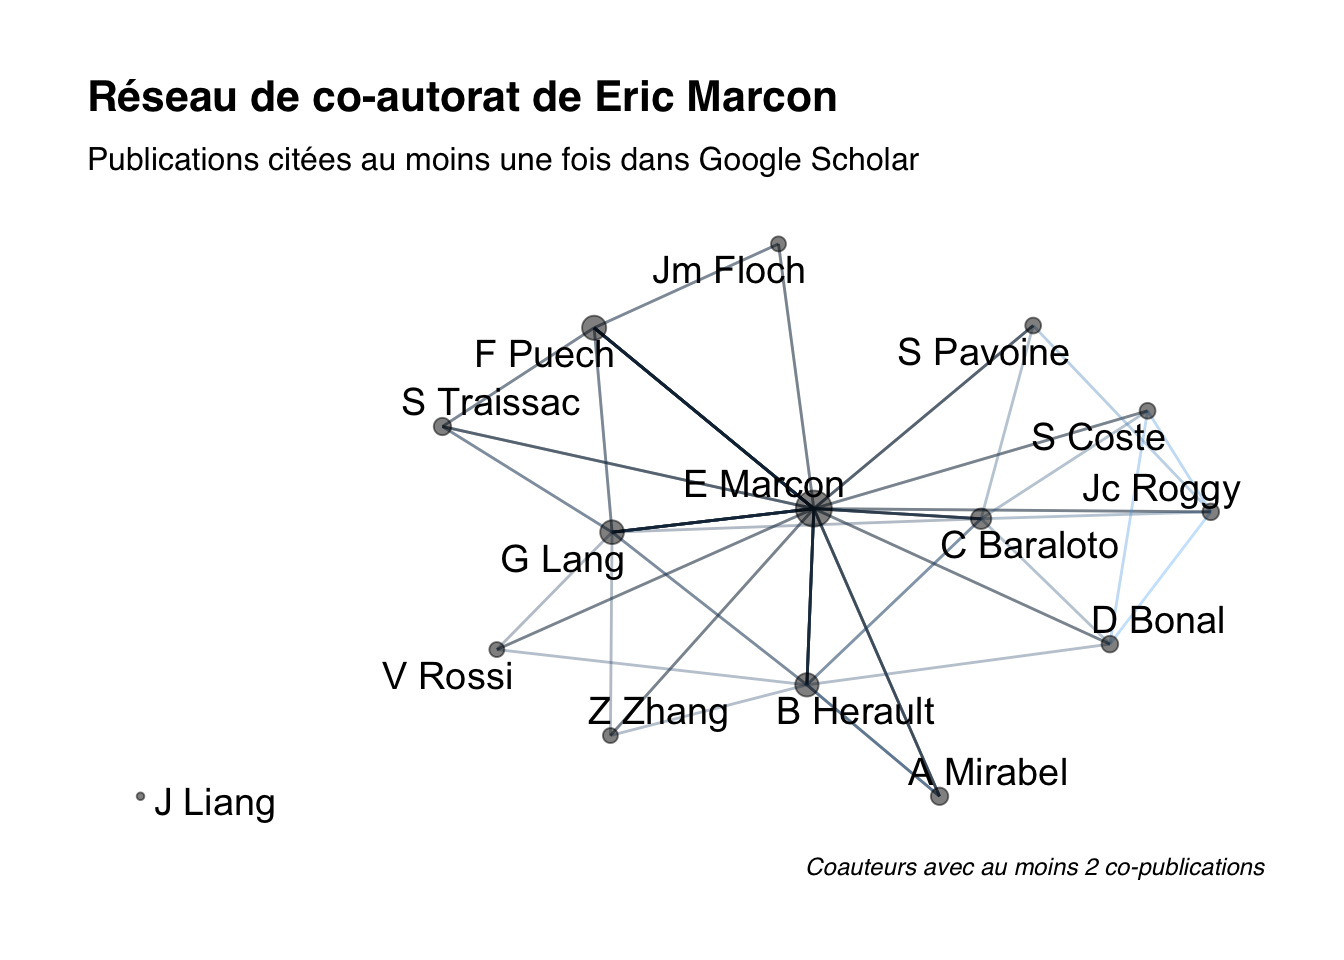 Réseau de co-autorat de Eric Marcon
Publications citées au moins une fois dans Google Scholar
Jm Floch
F Puech
S Pavoine
S Traissac
S Coste
E Marcon
Jc Roggy
G Lang
C Baraloto
D Bonal
V Rossi
Z Zhang
B Herault
A Mirabel
J Liang
Coauteurs avec au moins 2 co-publications